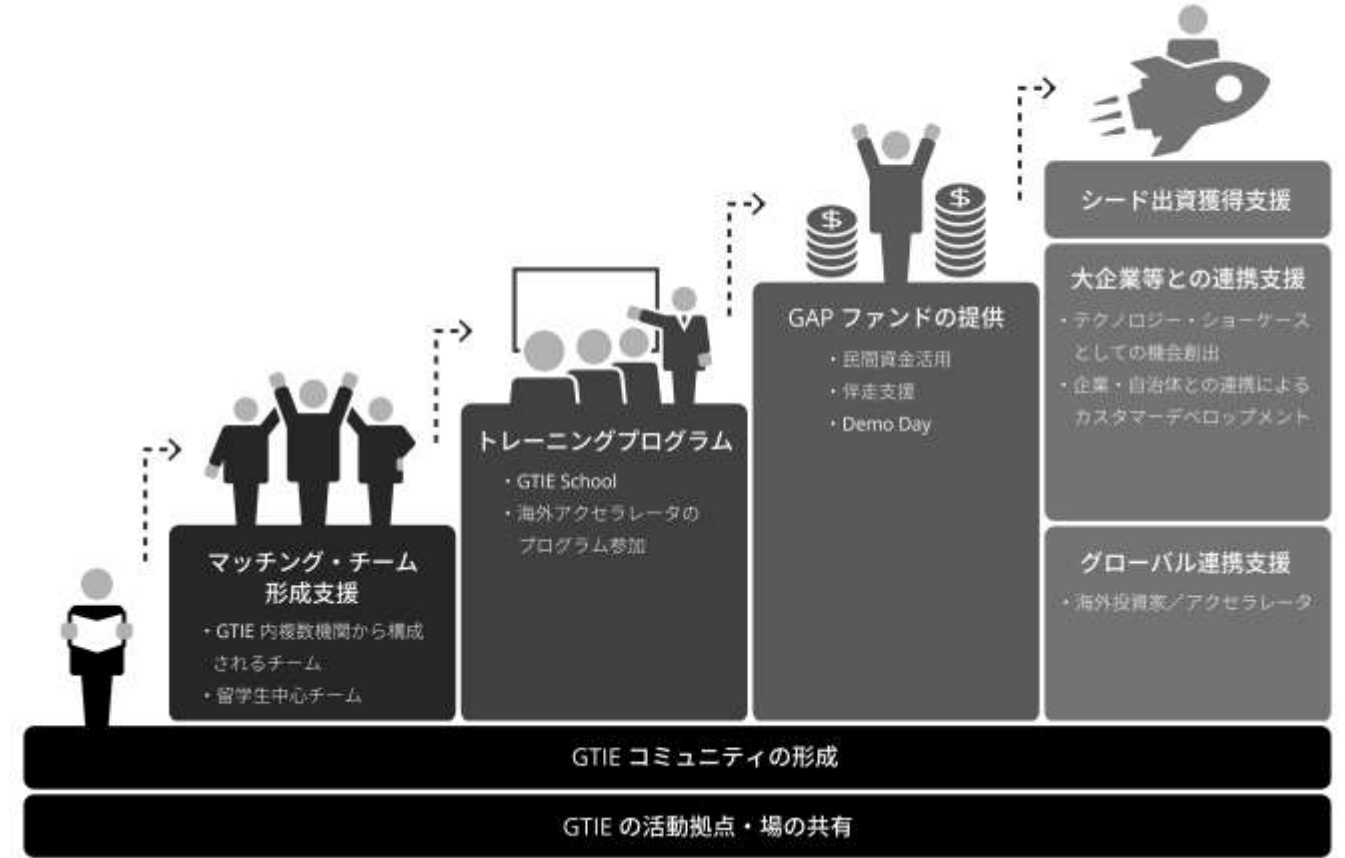 シード出資獲得支援
大企業等との連携支援
・テクノロジー・ショーケース
としての機会創出
・企業・自治体との連携による
カスタマーデベロップメント
グローバル連携支援
・海外投資家／アクセラレータ
GAP ファンドの提供
・民間資金活用
・伴走支援
・Demo Day
トレーニングプログラム
・GTIE School
・海外アクセラレータの
プログラム参加
マッチング・チーム
形成支援
・GTIE 内複数機関から構成
されるチーム
・留学生中心チーム
$
$
GTIE コミュニティの形成
GTIE の活動拠点・場の共有